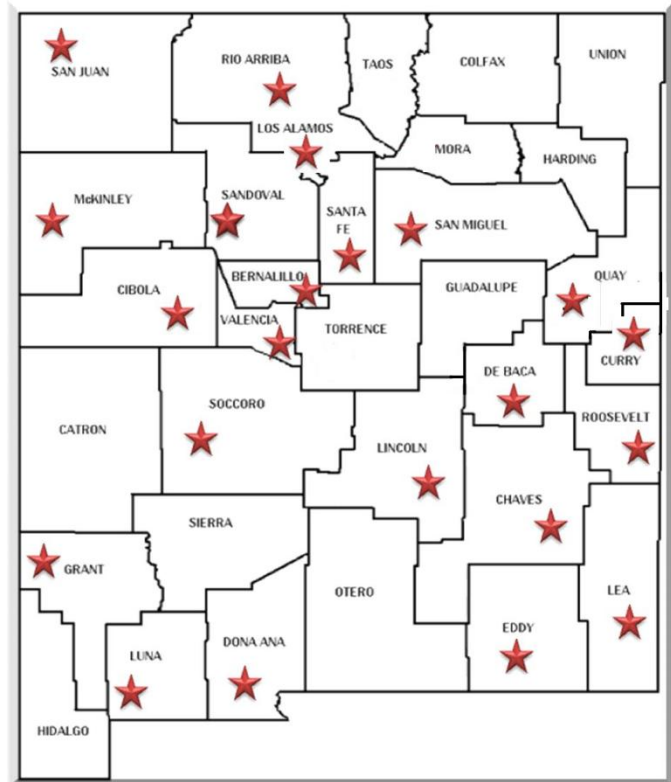 SAN JUAN
RIO ARRIBA
TAOS
COLFAX
UNION
LOS ALAMOS
MORA
HARDING
McKINLEY
SANDOVAL
SANTA
FE
SAN MIGUEL
BERNALILLO
CIBOLA
VALENCIA
TORRENCE
GUADALUPE
QUAY
CURRY
DE BACA
CATRON
SOCCORO
LINCOLN
ROOSEVELT
CHAVES
SIERRA
GRANT
OTERO
LEA
EDDY
LUNA
DONA ANA
HIDALGO